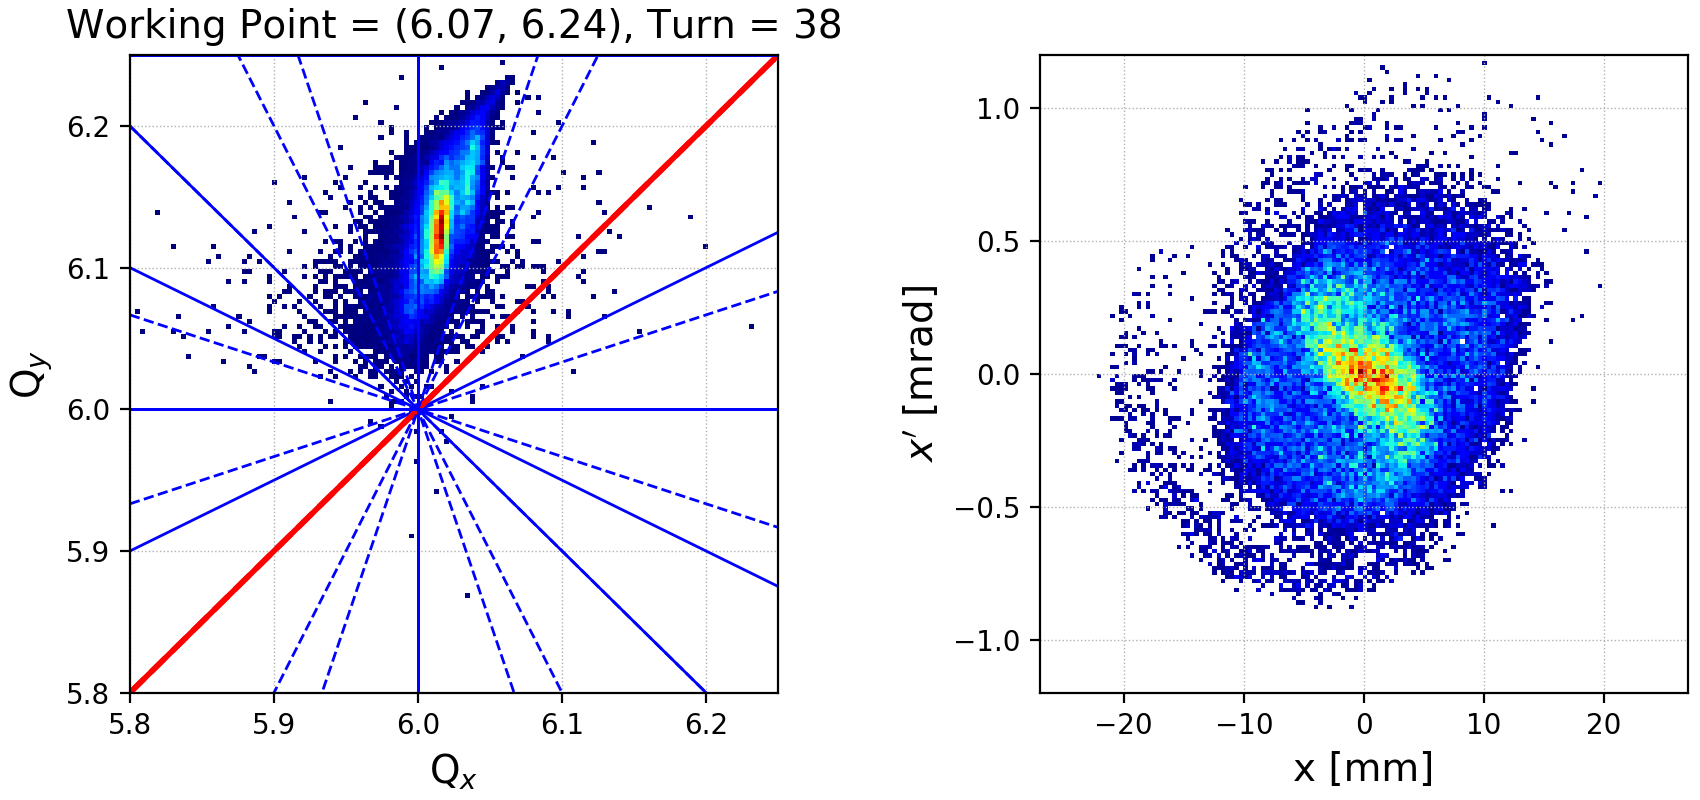 Working Point = (6.07, 6.24), Turn = 38
6.2
6.1
6.0
5.9
5.8
5.8 5.9 6.0 6.1 6.2
Qy
Qx
1.0
0.5
0.0
−0.5
−1.0
−20 −10 0 10 20
x′ [mrad]
x [mm]